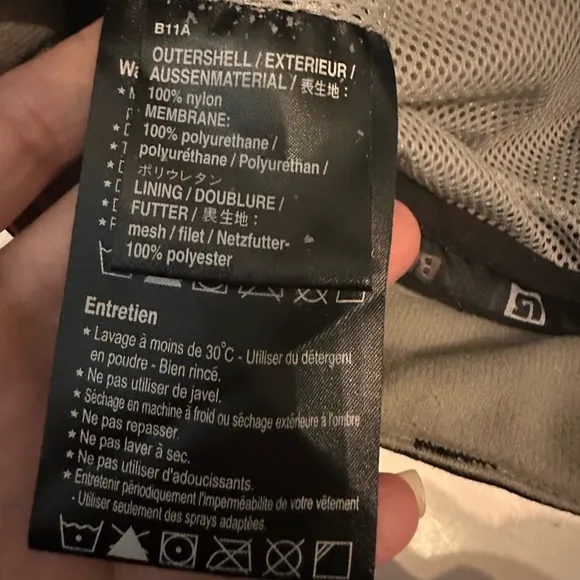 B11A
OUTERSHELL / EXTERIEUR /
AUSSENMATERIAL / 表生地：
100% nylon
MEMBRANE:
100% polyurethane /
polyuréthane / Polyuréthan /
ポリウレタン
LINING / DOUBLURE /
FUTTER / 表生地：
mesh / filet / Netzfutter-
100% polyester
Entretien
★ Lavage à moins de 30°C - Utiliser du détergent
en poudre - Bien rincé.
★ Ne pas utiliser de javel.
★ Séchage en machine à froid ou séchage extérieure à l'ombre
★ Ne pas repasser.
★ Ne pas laver à sec.
★ Ne pas utiliser d'adoucissants.
★ Entretenir périodiquement l'imperméabilité de votre vêtement
- Utiliser seulement des sprays adaptées.